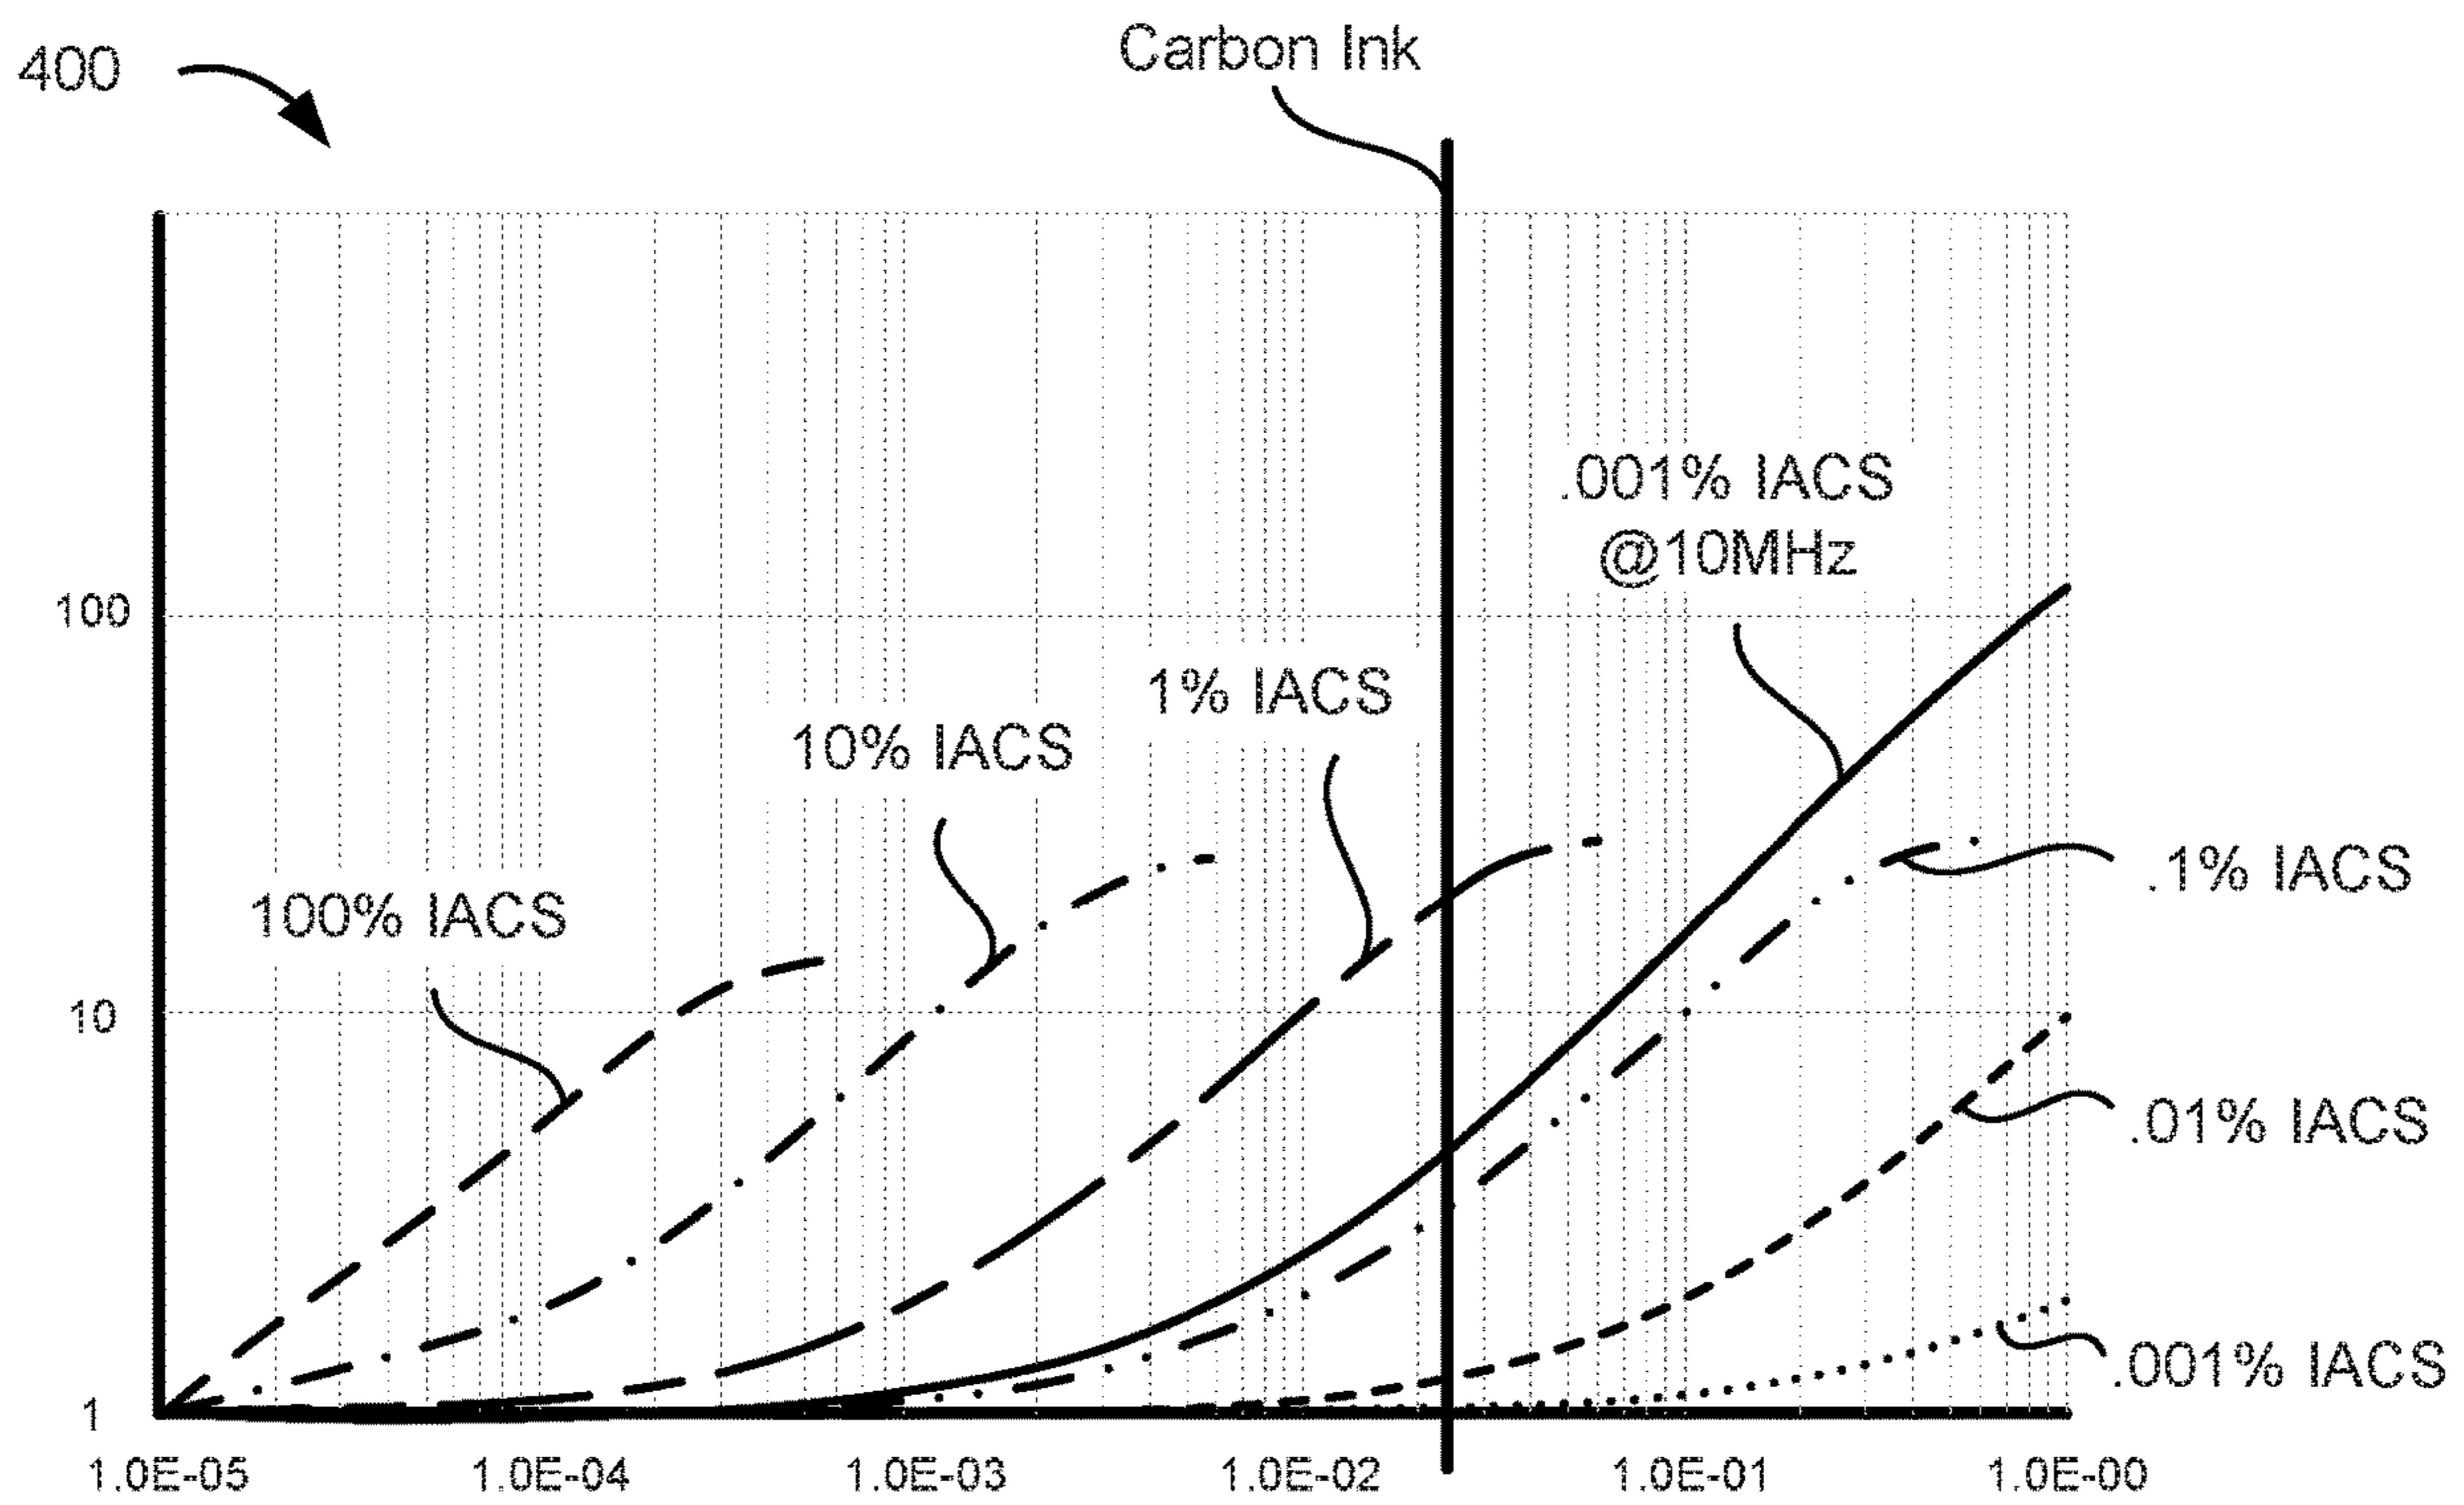 400
Carbon Ink
.001% IACS
@10MHz
100
1% IACS
10% IACS
.1% IACS
100% IACS
10
.01% IACS
.001% IACS
1
1.0E-05
1.0E-04
1.0E-03
1.0E-02
1.0E-01
1.0E-00